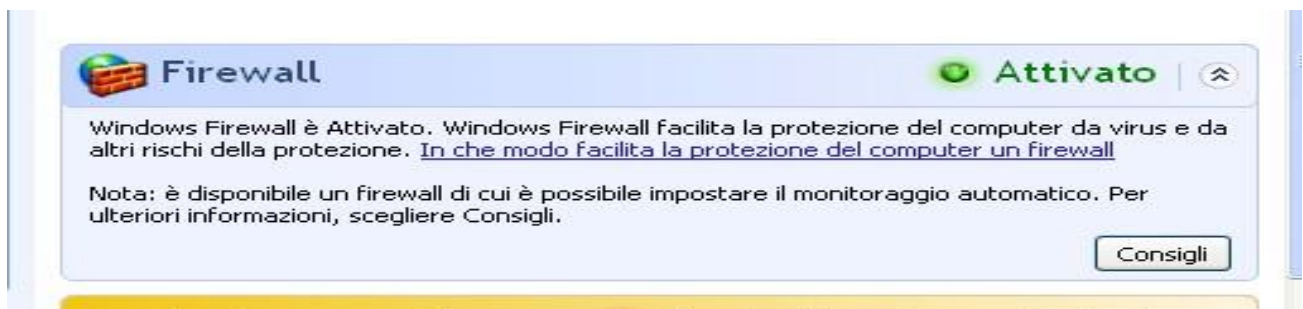 Firewall
Attivato
Windows Firewall è Attivato. Windows Firewall facilita la protezione del computer da virus e da
altri rischi della protezione. In che modo facilita la protezione del computer un firewall
Nota: è disponibile un firewall di cui è possibile impostare il monitoraggio automatico. Per
ulteriori informazioni, scegliere Consigli.
Consigli